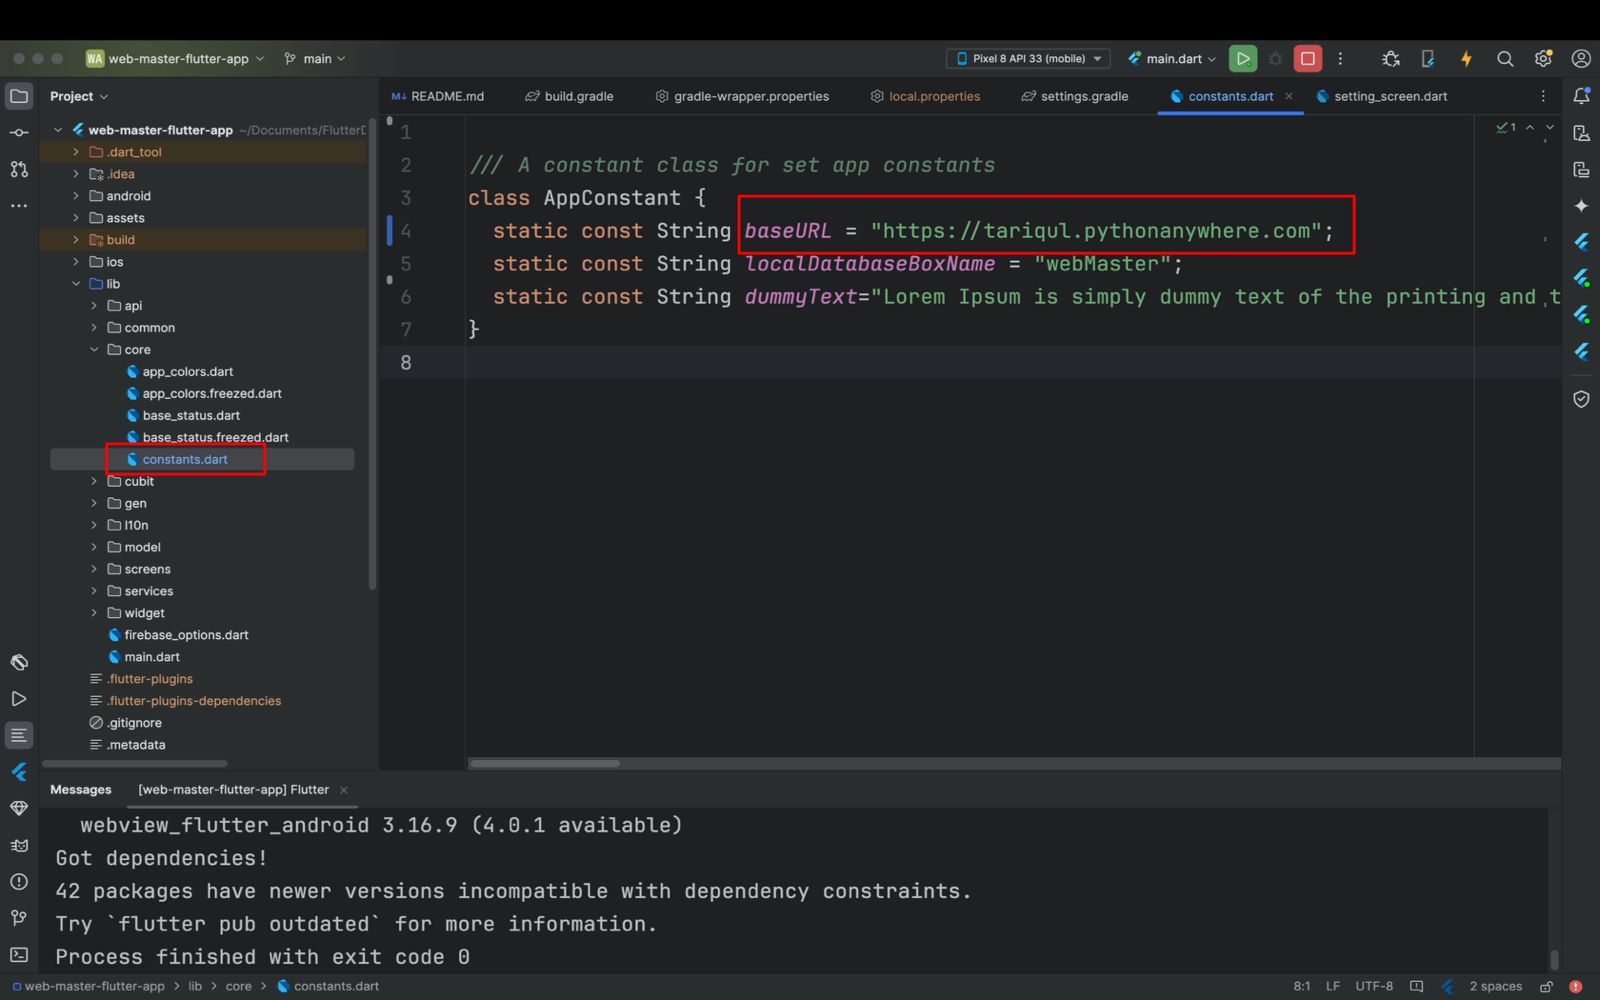 WA web-master-flutter-app main Pixel 8 API 33 (mobile) main.dart
Project
README.md build.gradle gradle-wrapper.properties local.properties settings.gradle constants.dart setting_screen.dart
web-master-flutter-app ~/Documents/Flutter
.dart_tool
.idea
android
assets
build
ios
lib
api
common
core
app_colors.dart
app_colors.freezed.dart
base_status.dart
base_status.freezed.dart
constants.dart
cubit
gen
l10n
model
screens
services
widget
firebase_options.dart
main.dart
.flutter-plugins
.flutter-plugins-dependencies
.gitignore
.metadata
1
2 /// A constant class for set app constants
3 class AppConstant {
4 static const String baseURL = "https://tariqul.pythonanywhere.com";
5 static const String localDatabaseBoxName = "webMaster";
6 static const String dummyText="Lorem Ipsum is simply dummy text of the printing and t
7 }
8
1
Messages [web-master-flutter-app] Flutter
webview_flutter_android 3.16.9 (4.0.1 available)
Got dependencies!
42 packages have newer versions incompatible with dependency constraints.
Try `flutter pub outdated` for more information.
Process finished with exit code 0
web-master-flutter-app > lib > core > constants.dart 8:1 LF UTF-8 2 spaces